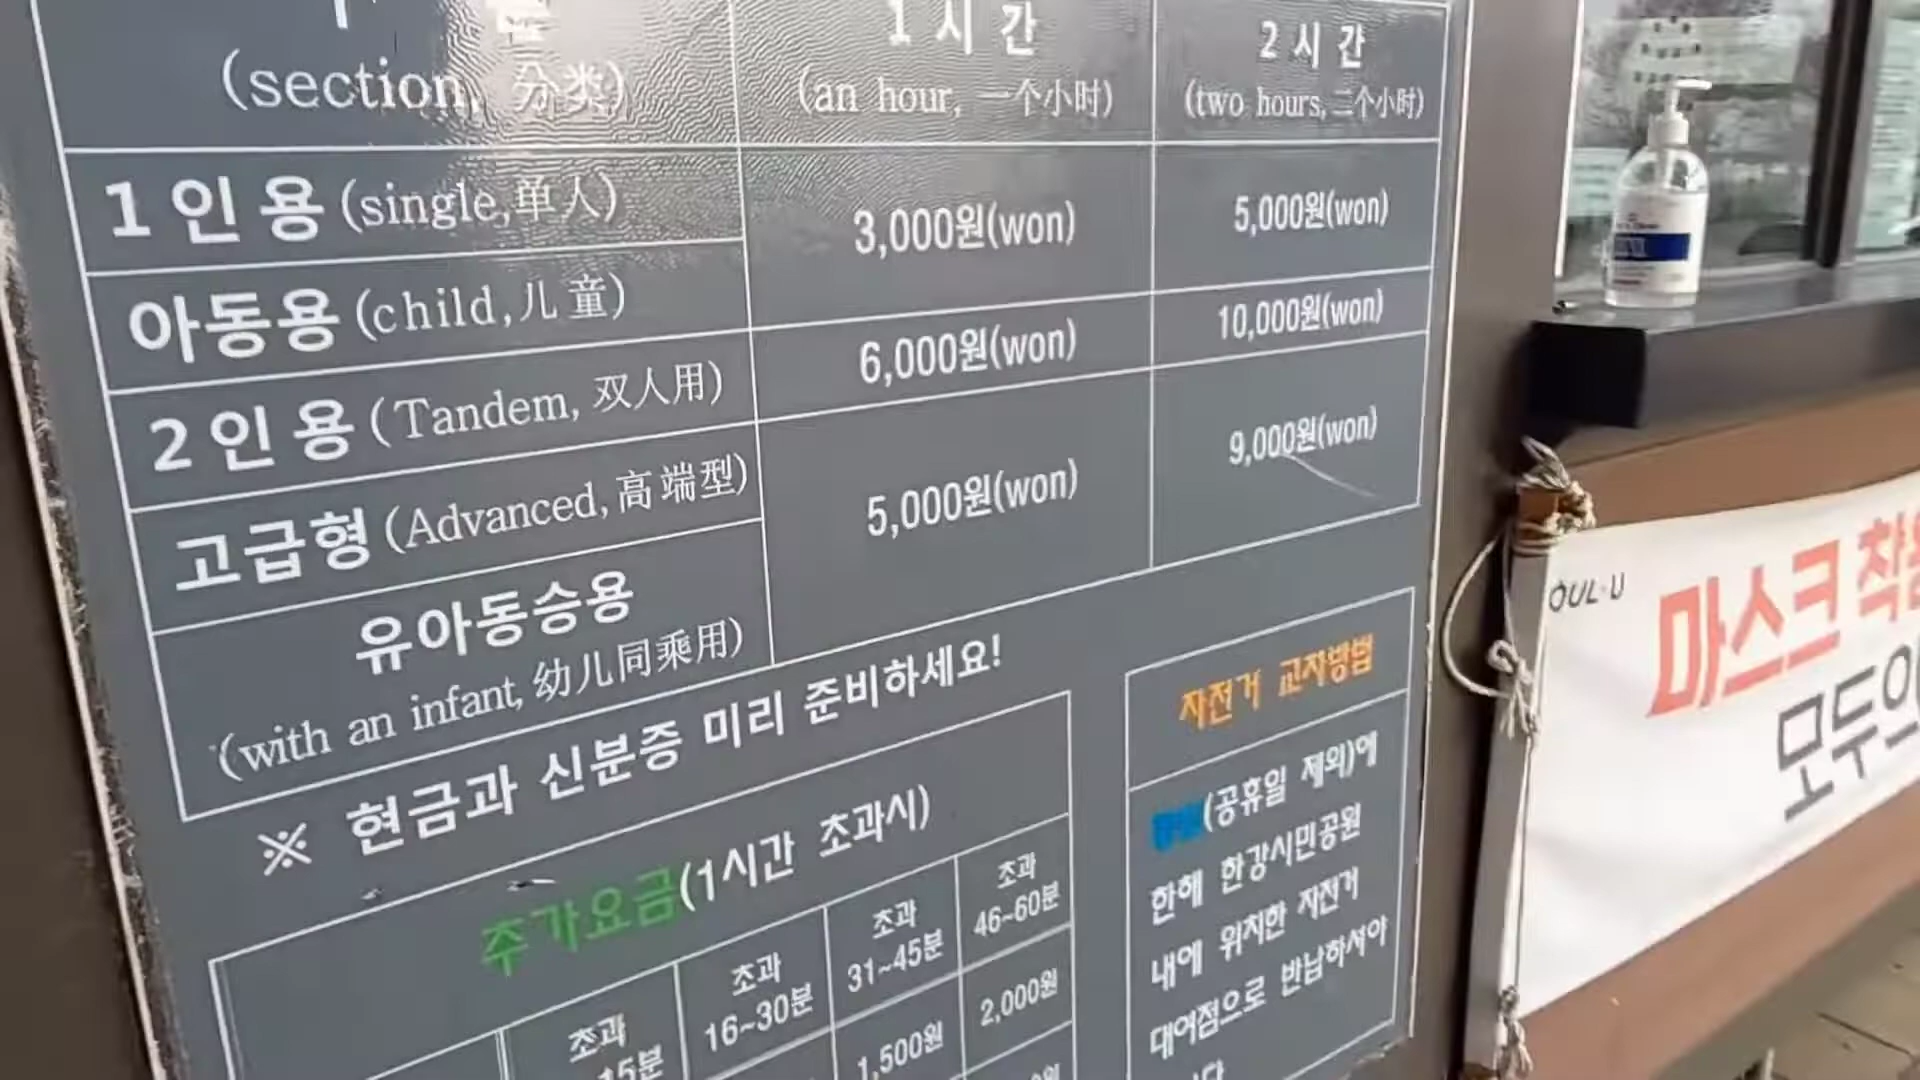 (section, 分类)
1시간
(an hour, 一个小时)
2시간
(two hours, 二个小时)
1인용 (single,单人)
3,000원(won)
5,000원(won)
아동용 (child,儿童)
2인용 (Tandem, 双人用)
6,000원(won)
10,000원(won)
고급형 (Advanced,高端型)
5,000원(won)
9,000원(won)
유아동승용
(with an infant, 幼儿同乘用)
※ 현금과 신분증 미리 준비하세요!
추가요금(1시간 초과시)
초과
15분
초과
16~30분
초과
31~45분
초과
46~60분
1,500원
2,000원
자전거 교차방법
(공휴일 제외)에
한해 한강시민공원
내에 위치한 자전거
대여점으로 반납하셔야
OUL U
마스크 착용
모두의